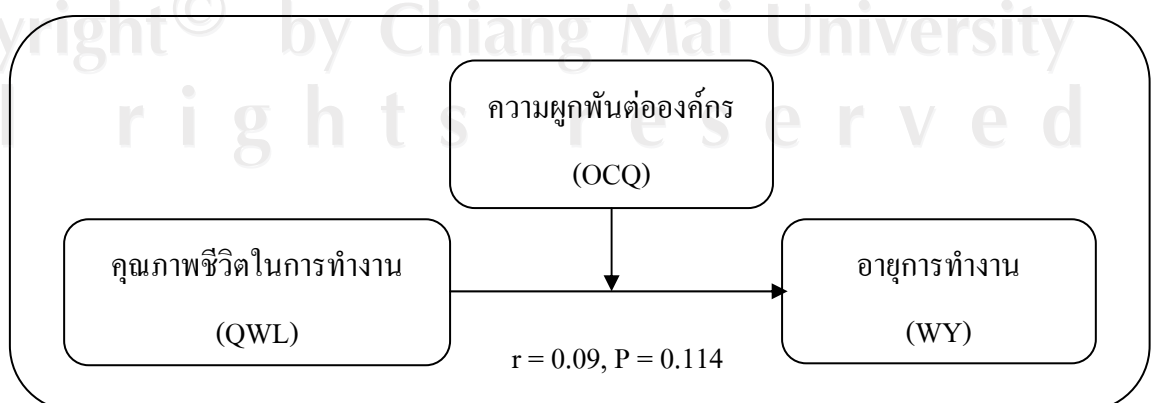 yright© by Chiang Mai University
rights reserved
ความผูกพันต่อองค์กร
(OCQ)
คุณภาพชีวิตในการทำงาน
(QWL)
อายุการทำงาน
(WY)
r = 0.09, P = 0.114